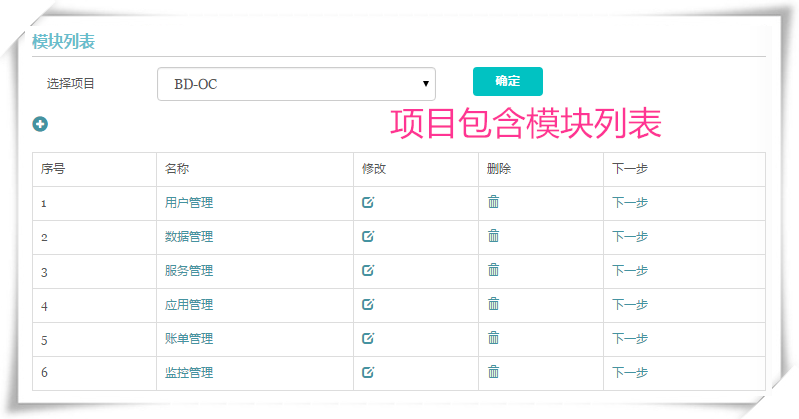 模块列表
选择项目 BD-OC 确定
项目包含模块列表
序号 名称 修改 删除 下一步
1 用户管理 下一步
2 数据管理 下一步
3 服务管理 下一步
4 应用管理 下一步
5 账单管理 下一步
6 监控管理 下一步